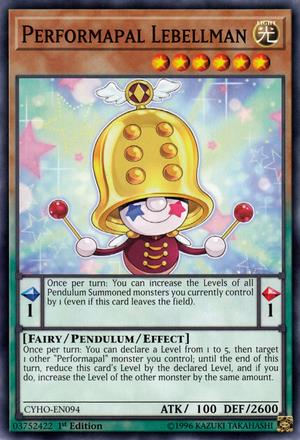 PERFORMAPAL LEBELLMAN
LIGHT
光
Once per turn: You can increase the Levels of all
Pendulum Summoned monsters you currently control
by 1 (even if this card leaves the field).
1
1
[Fairy/Pendulum/Effect]
Once per turn: You can declare a Level from 1 to 5, then target
1 other "Performapal" monster you control; until the end of this
turn, reduce this card's Level by the declared Level, and if you
do, increase the Level of the other monster by the same amount.
CYHO-EN094
ATK/ 100 DEF/2600
03752422
1st Edition
©1996 KAZUKI TAKAHASHI